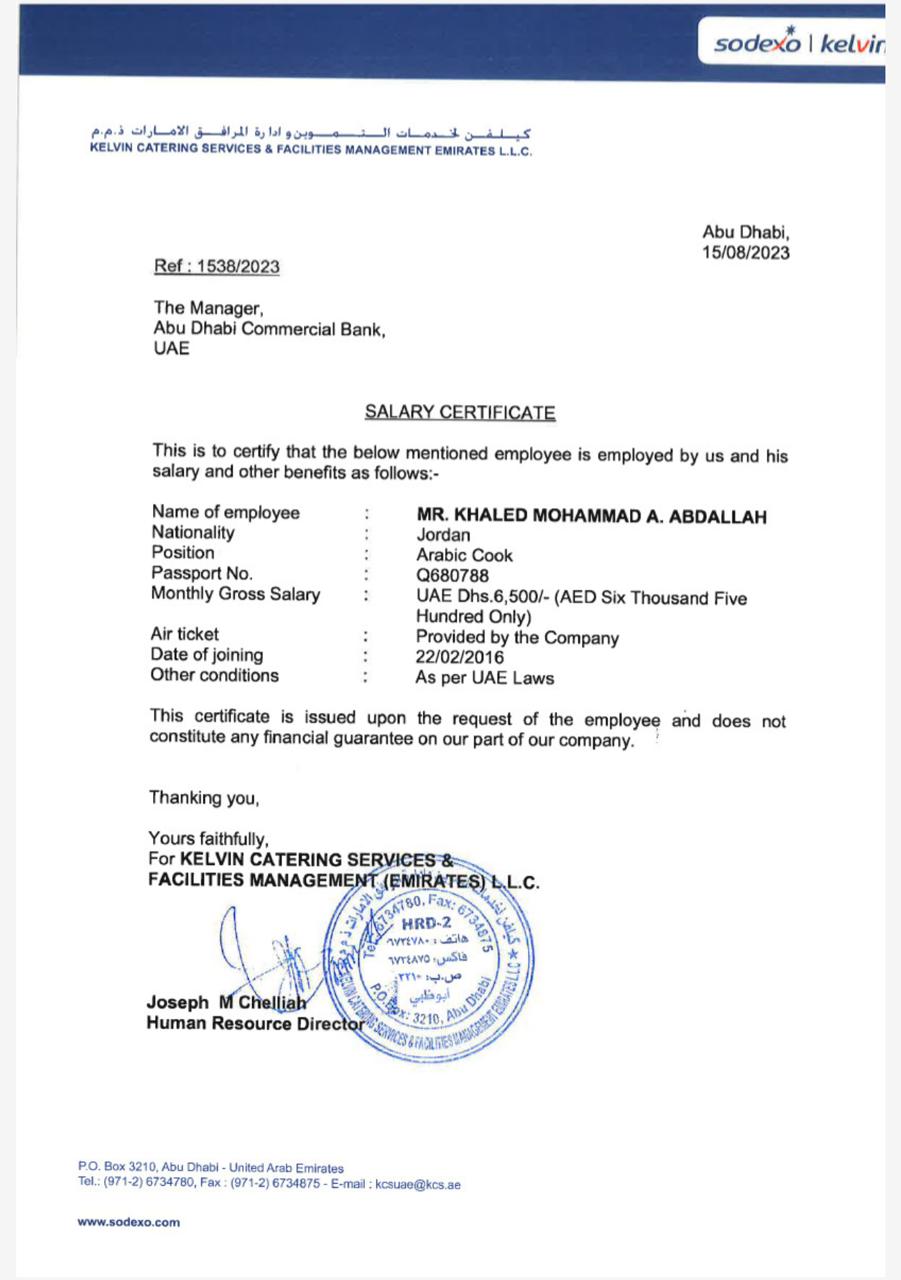 sodexo | kelvin
كيلفن لخدمات التموين و ادارة المرافق الامارات ذ.م.م
KELVIN CATERING SERVICES & FACILITIES MANAGEMENT EMIRATES L.L.C.
Abu Dhabi,
15/08/2023
Ref : 1538/2023
The Manager,
Abu Dhabi Commercial Bank,
UAE
SALARY CERTIFICATE
This is to certify that the below mentioned employee is employed by us and his
salary and other benefits as follows:-
Name of employee : MR. KHALED MOHAMMAD A. ABDALLAH
Nationality : Jordan
Position : Arabic Cook
Passport No. : Q680788
Monthly Gross Salary : UAE Dhs.6,500/- (AED Six Thousand Five
Hundred Only)
Air ticket : Provided by the Company
Date of joining : 22/02/2016
Other conditions : As per UAE Laws
This certificate is issued upon the request of the employee and does not
constitute any financial guarantee on our part of our company.
Thanking you,
Yours faithfully,
For KELVIN CATERING SERVICES &
FACILITIES MANAGEMENT (EMIRATES) L.L.C.
Tel: 6734780, Fax: 6734875
HRD-2
هاتف: ٦٧٣٤٧٨٠
فاكس: ٦٧٣٤٨٧٥
ص.ب: ٣٢١٠
ابوظبي
P.O.Box: 3210, Abu Dhabi
KELVIN CATERING SERVICES & FACILITIES MANAGEMENT EMIRATES LLC
Joseph M Chelliah
Human Resource Director
P.O. Box 3210, Abu Dhabi - United Arab Emirates
Tel.: (971-2) 6734780, Fax : (971-2) 6734875 - E-mail : kcsuae@kcs.ae
www.sodexo.com